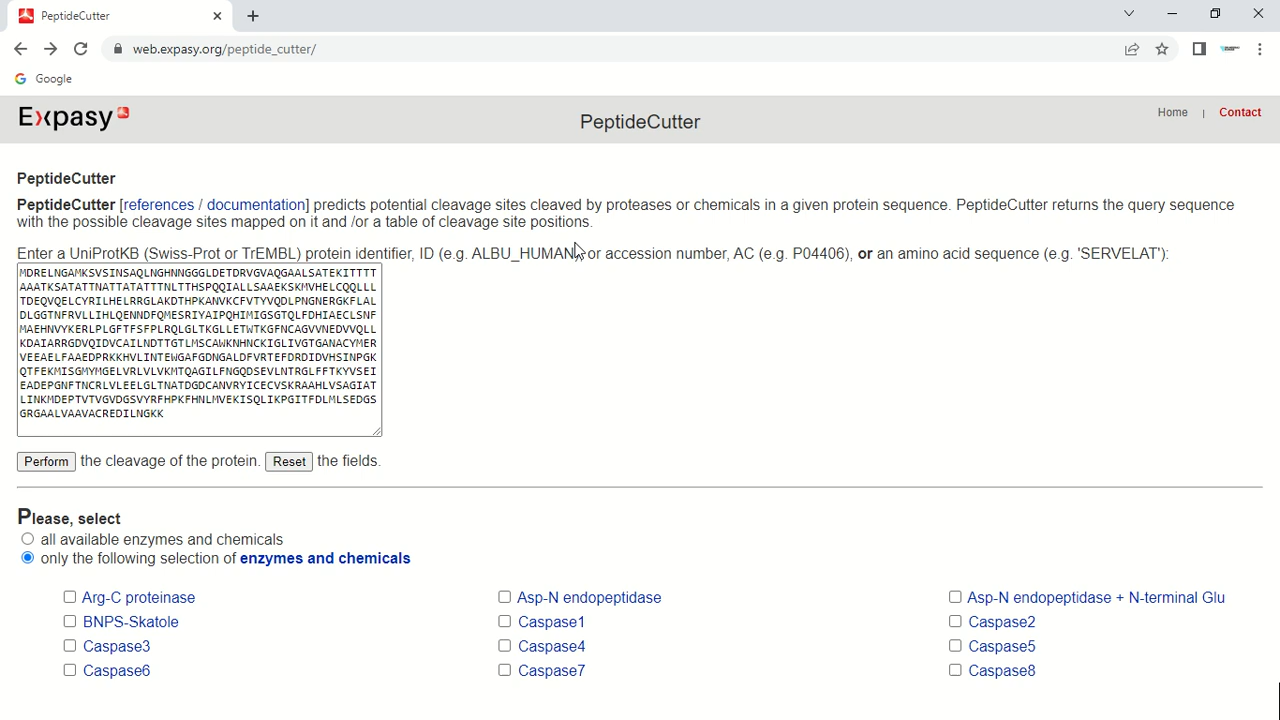 PeptideCutter
web.expasy.org/peptide_cutter/
Google
Expasy
PeptideCutter
Home | Contact
PeptideCutter
PeptideCutter [references / documentation] predicts potential cleavage sites cleaved by proteases or chemicals in a given protein sequence. PeptideCutter returns the query sequence
with the possible cleavage sites mapped on it and /or a table of cleavage site positions.
Enter a UniProtKB (Swiss-Prot or TrEMBL) protein identifier, ID (e.g. ALBU_HUMAN), or accession number, AC (e.g. P04406), or an amino acid sequence (e.g. 'SERVELAT'):
MDRELNGAMKSVSINSAQLNGHNNGGGLDETDRVGVAQGAALSATEKITTTT
AAATKSATATTNATTATATTTNLTTHSPQQIALLSAAEKSKMVHELCQQLLL
TDEQVQELCYRILHELRRGLAKDTHPKANVKCFVTYVQDLPNGNERGKFLAL
DLGGTNFRVLLIHLQENNDFQMESRIYAIPQHIMIGSGTQLFDHIAECLSNF
MAEHNVYKERLPLGFTFSFPLRQLGLTKGLLETWTKGFNCAGVVNEDVVQLL
KDAIARRGDVQIDVCAILNDTTGTLMSCAWKNHNCKIGLIVGTGANACYMER
VEEAELFAAEDPRKKHVLINTEWGAFGDNGALDFVRTEFDRDIDVHSINPGK
QTFEKMISGMYMGELVRLVLVKMTQAGILFNGQDSEVLNTRGLFFTKYVSEI
EADEPGNFTNCRLVLEELGLTNATDGDCANVRYICECVSKRAAHLVSAGIAT
LINKMDEPTVTVGVDGSVYRFHPKFHNLMVEKISQLIKPGITFDLMLSEDGS
GRGAALVAAVACREDILNGKK
Perform the cleavage of the protein. Reset the fields.
Please, select
all available enzymes and chemicals
only the following selection of enzymes and chemicals
Arg-C proteinase Asp-N endopeptidase Asp-N endopeptidase + N-terminal Glu
BNPS-Skatole Caspase1 Caspase2
Caspase3 Caspase4 Caspase5
Caspase6 Caspase7 Caspase8